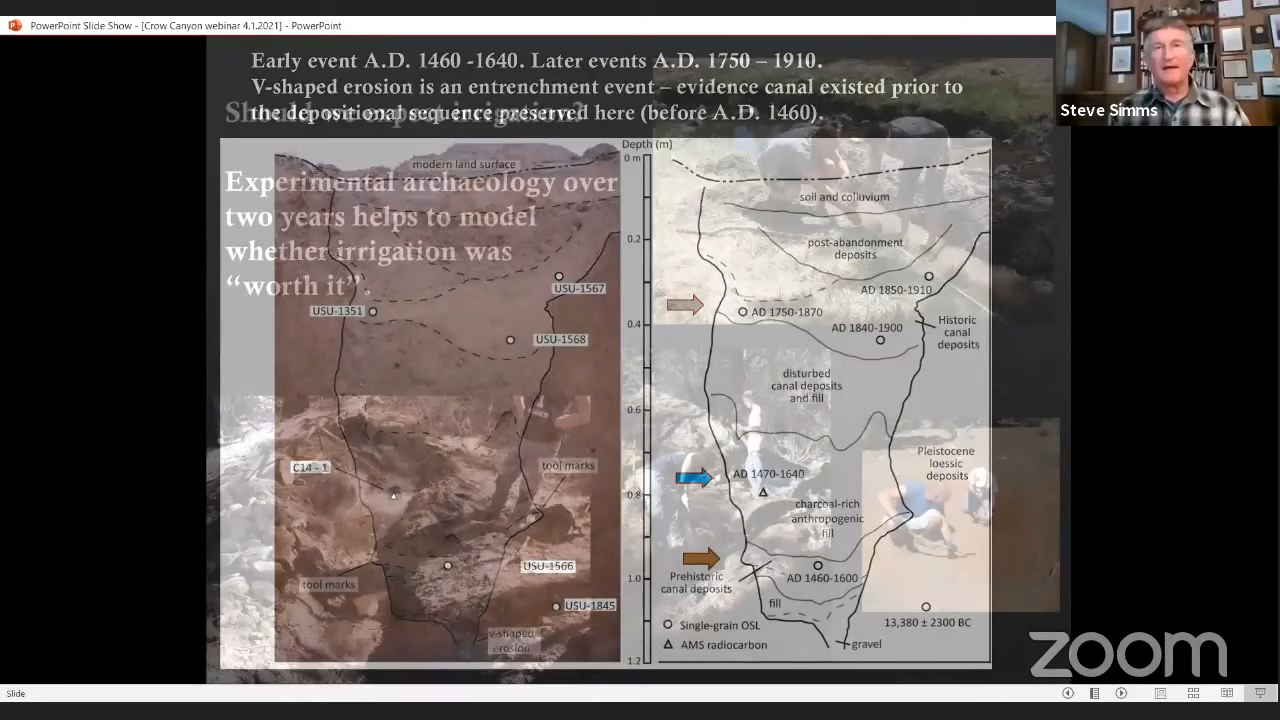 PowerPoint Slide Show - [Crow Canyon webinar 4.1.2021] - PowerPoint
Steve Simms
Early event A.D. 1460 -1640. Later events A.D. 1750 – 1910.
V-shaped erosion is an entrenchment event – evidence canal existed prior to
the depositional sequence preserved here (before A.D. 1460).
irrigation?
Experimental archaeology over
two years helps to model
whether irrigation was
“worth it”.
modern land surface
USU-1567
USU-1351
USU-1568
C14 - 1
tool marks
USU-1566
tool marks
USU-1845
v-shaped
erosion
Depth (m)
0 m
0.2
0.4
0.6
0.8
1.0
1.2
soil and colluvium
post-abandonment
deposits
AD 1850-1910
AD 1750-1870
AD 1840-1900
Historic
canal
deposits
disturbed
canal deposits
and fill
Pleistocene
loessic
deposits
AD 1470-1640
charcoal-rich
anthropogenic
fill
Prehistoric
canal deposits
AD 1460-1600
fill
13,380 ± 2300 BC
Single-grain OSL
AMS radiocarbon
gravel
zoom
Slide